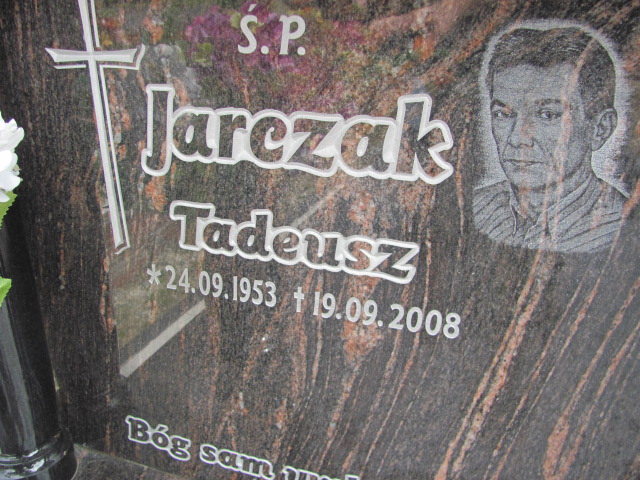 Ś.P.
Jarczak
Tadeusz
*24.09.1953 †19.09.2008
Bóg sam